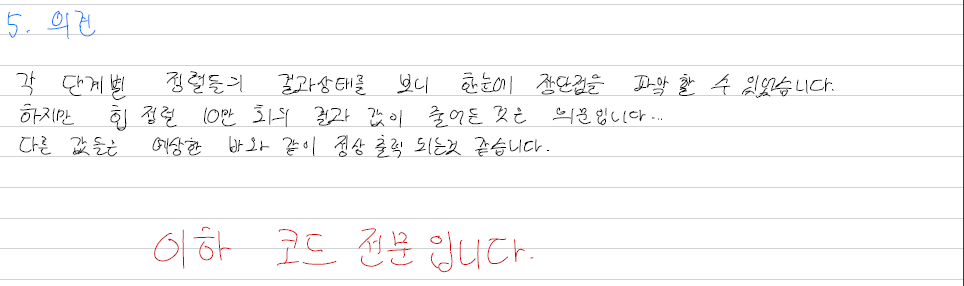 5. 의견
각 단계별 정렬들의 결과상태를 보니 한눈에 장단점을 파악 할 수 있었습니다.
하지만 힙 정렬 10만 회의 결과 값이 줄어든 것은 의문입니다...
다른 값들은 예상한 바와 같이 정상 출력 되는것 같습니다.
이하 코드 전문입니다.